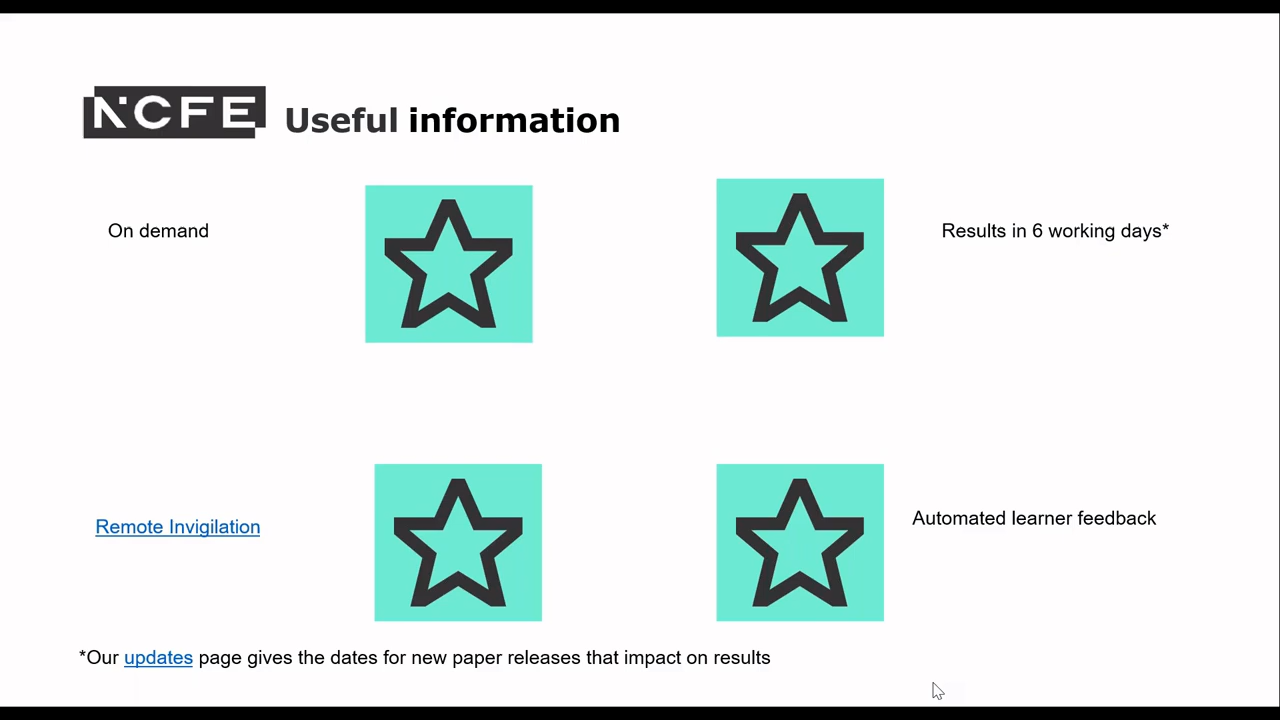 NCFE Useful information
On demand
Results in 6 working days*
Remote Invigilation
Automated learner feedback
*Our updates page gives the dates for new paper releases that impact on results